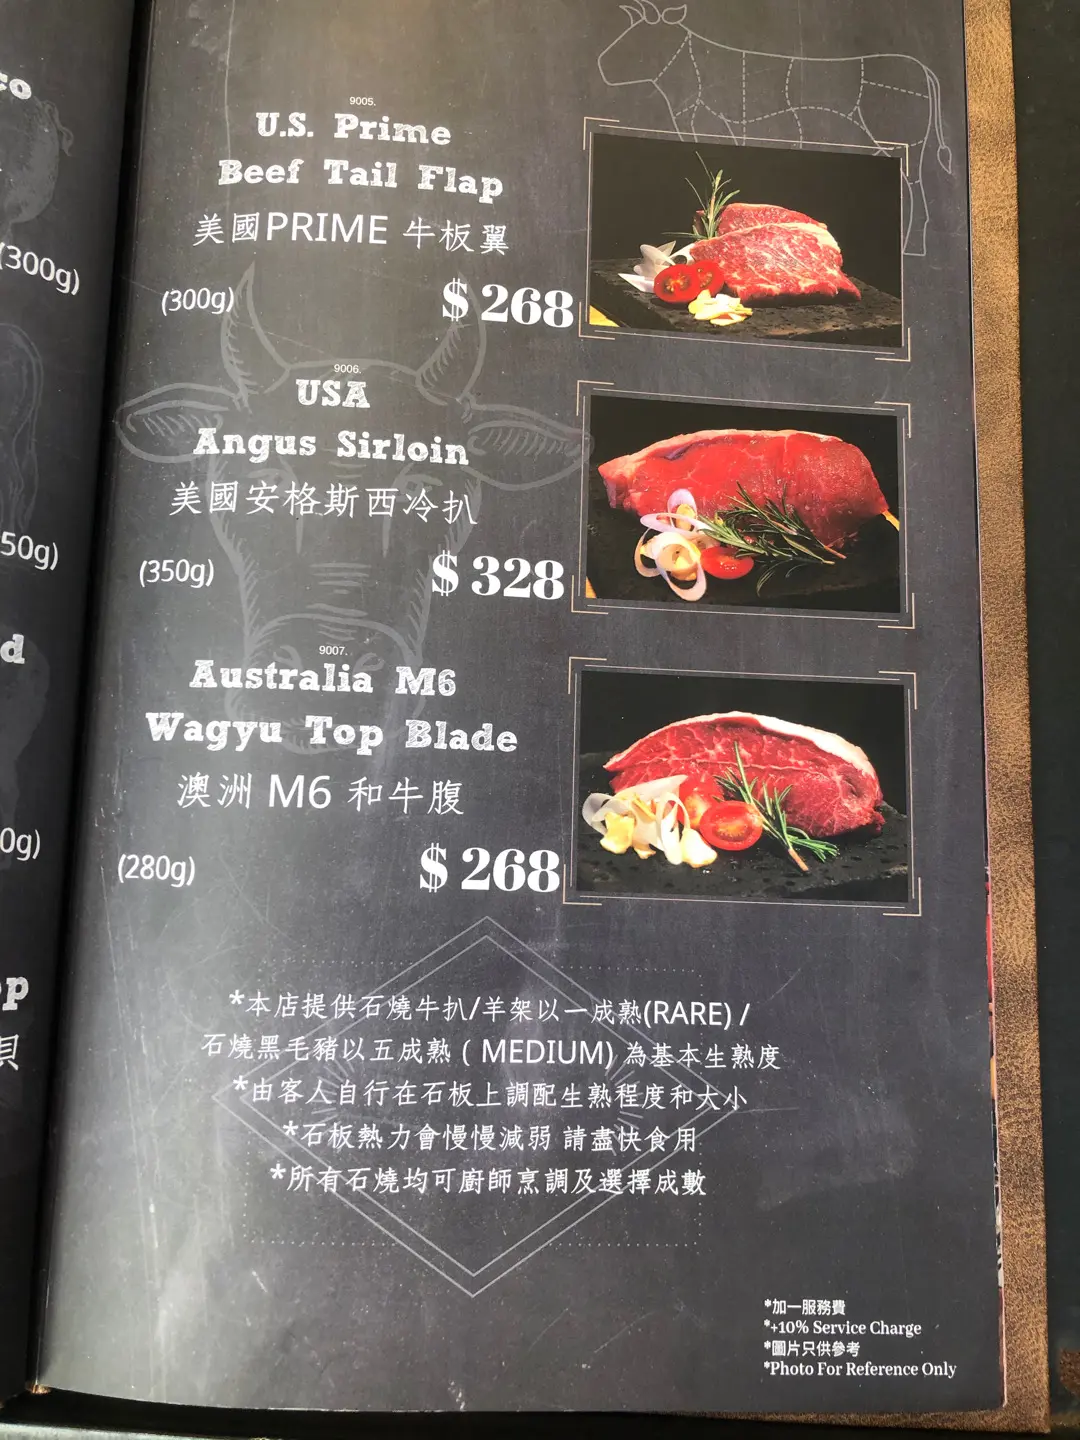 co
(300g)
50g)
d
0g)
op
貝
9005.
U.S. Prime
Beef Tail Flap
美國PRIME 牛板翼
(300g)
$ 268
9006.
USA
Angus Sirloin
美國安格斯西冷扒
(350g)
$ 328
9007.
Australia M6
Wagyu Top Blade
澳洲 M6 和牛腹
(280g)
$ 268
*本店提供石燒牛扒/羊架以一成熟(RARE) /
石燒黑毛豬以五成熟 ( MEDIUM) 為基本生熟度
*由客人自行在石板上調配生熟程度和大小
*石板熱力會慢慢減弱 請盡快食用
*所有石燒均可廚師烹調及選擇成數
*加一服務費
*+10% Service Charge
*圖片只供參考
*Photo For Reference Only